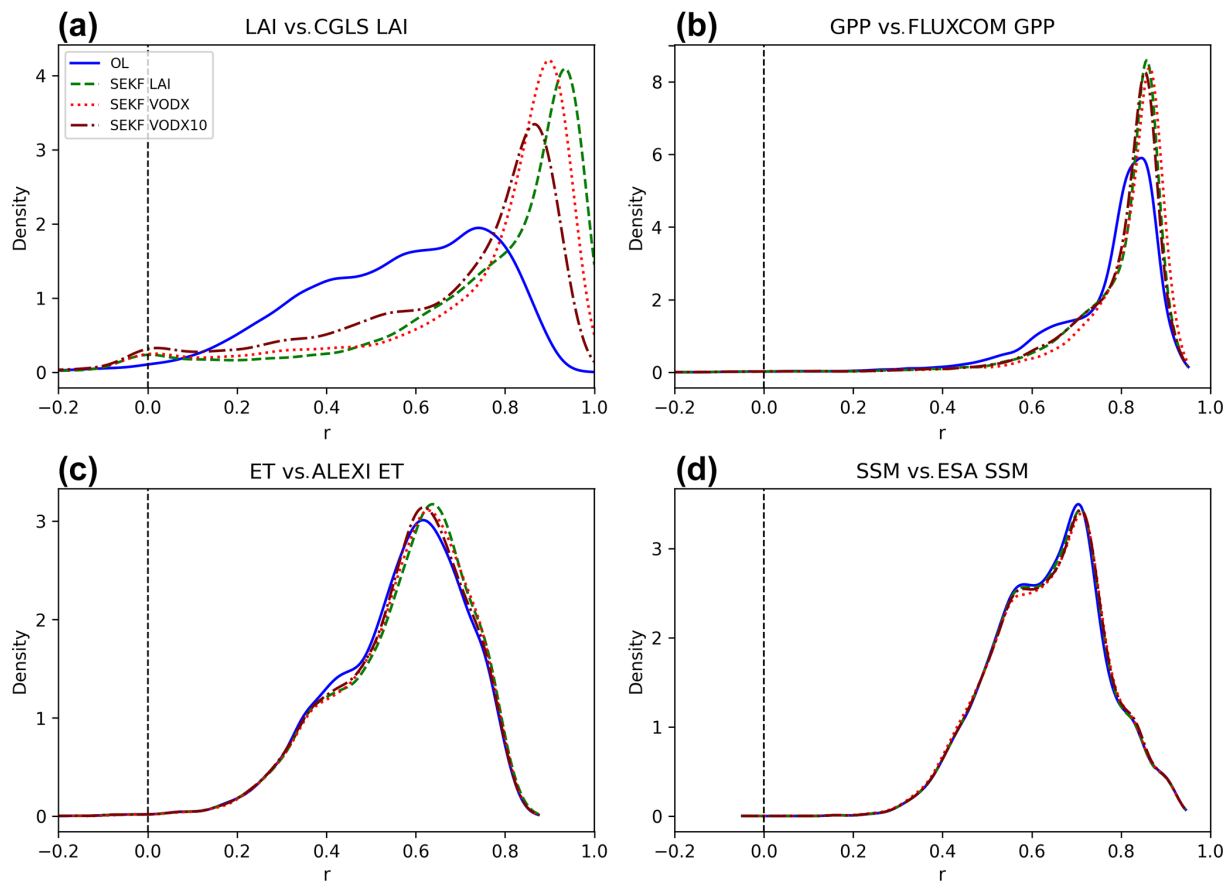 (a) LAI vs.CGLS LAI
OL
SEKF LAI
SEKF VODX
SEKF VODX10
Density
4
3
2
1
0
−0.2 0.0 0.2 0.4 0.6 0.8 1.0
r
(b) GPP vs.FLUXCOM GPP
Density
8
6
4
2
0
−0.2 0.0 0.2 0.4 0.6 0.8 1.0
r
(c) ET vs.ALEXI ET
Density
3
2
1
0
−0.2 0.0 0.2 0.4 0.6 0.8 1.0
r
(d) SSM vs.ESA SSM
Density
3
2
1
0
−0.2 0.0 0.2 0.4 0.6 0.8 1.0
r